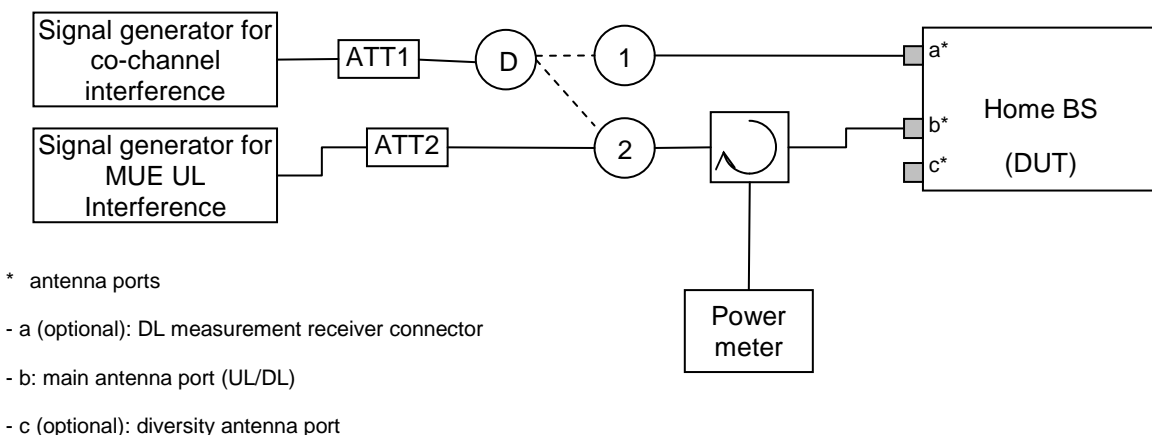 Signal generator for
co-channel
interference
ATT1
D
1
a*
Home BS
(DUT)
Signal generator for
MUE UL
Interference
ATT2
2
b*
c*
Power
meter
* antenna ports
- a (optional): DL measurement receiver connector
- b: main antenna port (UL/DL)
- c (optional): diversity antenna port